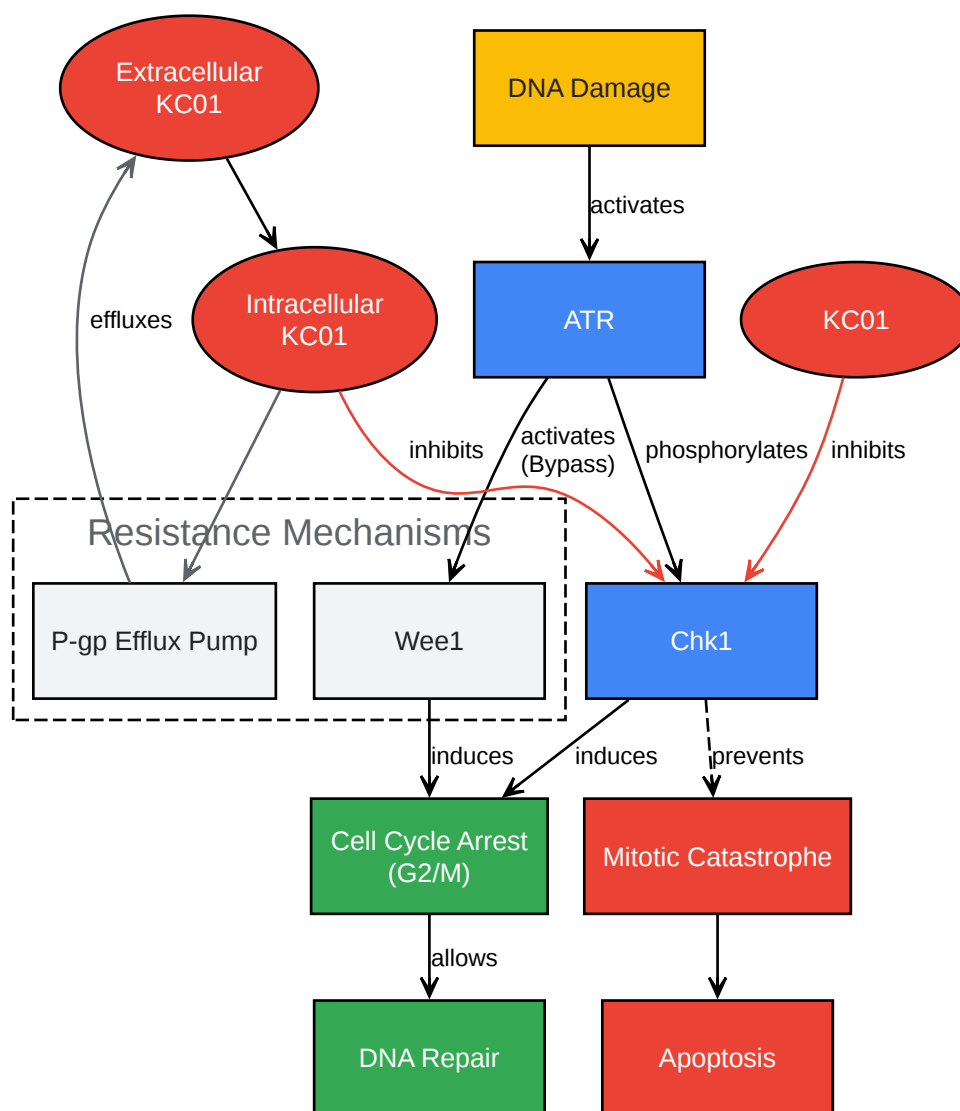 Extracellular
KC01
DNA Damage
activates
effluxes
Intracellular
KC01
ATR
KC01
inhibits
activates
(Bypass)
phosphorylates
inhibits
Resistance Mechanisms
P-gp Efflux Pump
Wee1
Chk1
induces
induces
prevents
Cell Cycle Arrest
(G2/M)
Mitotic Catastrophe
allows
DNA Repair
Apoptosis